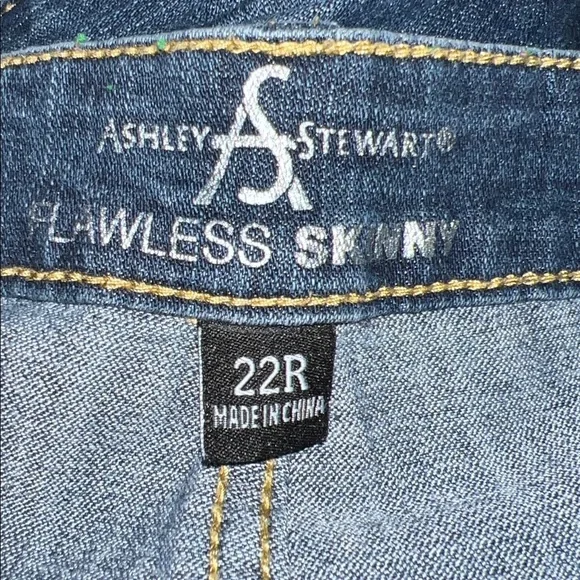 ASHLEY AS STEWART®
FLAWLESS SKINNY
22R
MADE IN CHINA